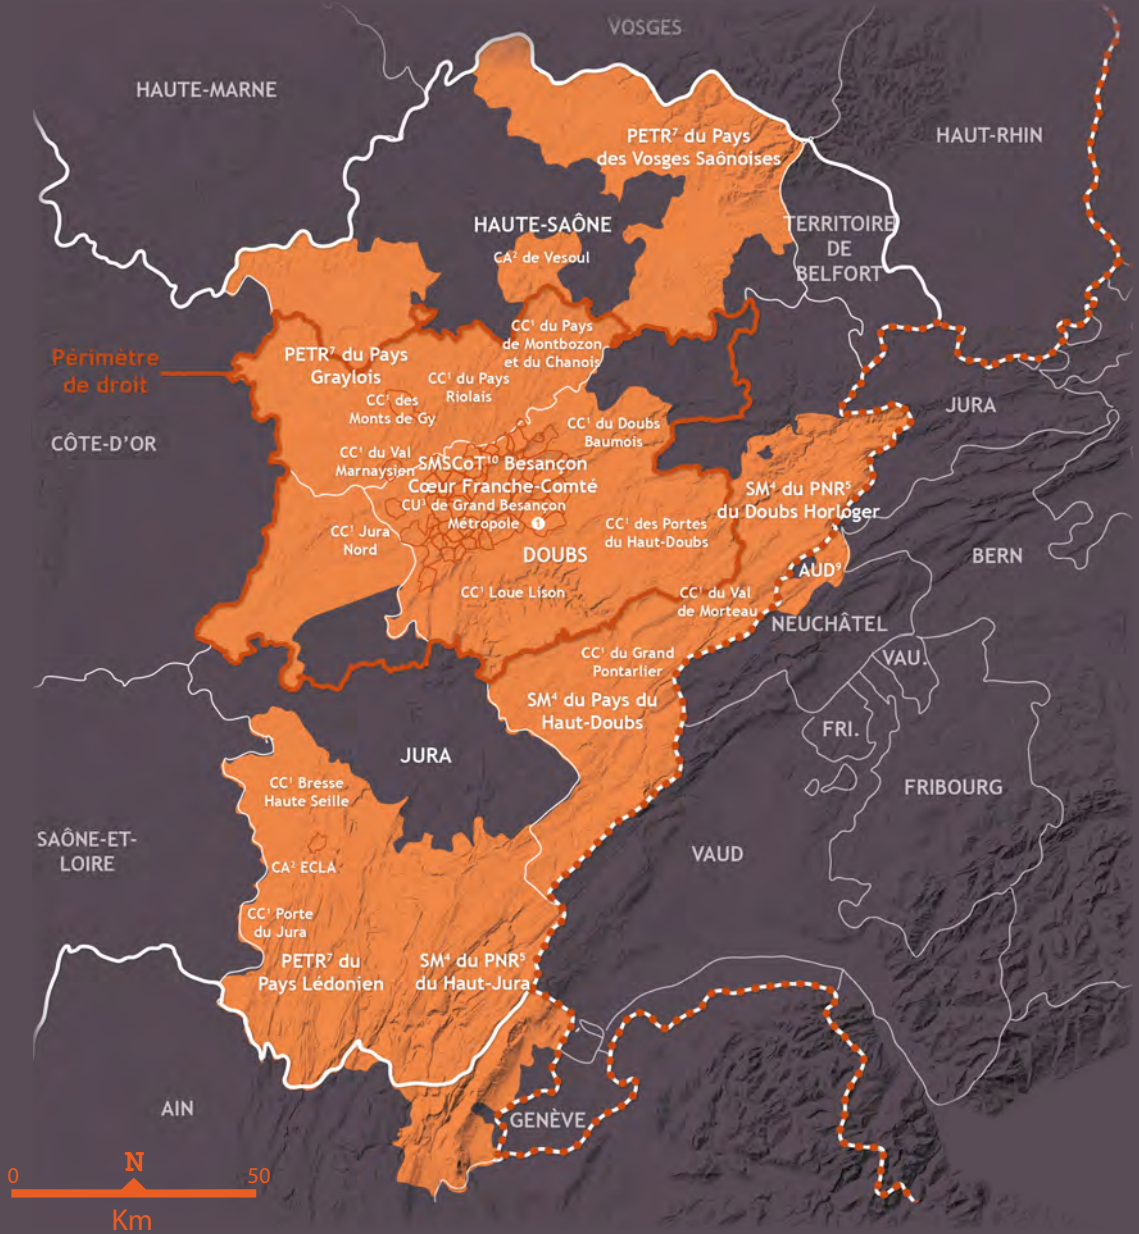 VOSGES
HAUTE-MARNE
HAUT-RHIN
PETR⁷ du Pays
des Vosges Saônoises
HAUTE-SAÔNE
TERRITOIRE
DE
BELFORT
CA² de Vesoul
CC¹ du Pays
de Montbozon
et du Chanois
Périmètre
de droit
PETR⁷ du Pays
Graylois
CC¹ du Pays
Riolais
CC¹ des
Monts de Gy
JURA
CÔTE-D'OR
CC¹ du Doubs
Baumois
CC¹ du Val
Marnaysien
SMSCoT¹⁰ Besançon
Cœur Franche-Comté
SM⁴ du PNR⁵
du Doubs Horloger
CU³ de Grand Besançon
Métropole 1
CC¹ Jura
Nord
CC¹ des Portes
du Haut-Doubs
DOUBS
BERN
AUD⁹
CC¹ Loue Lison
CC¹ du Val
de Morteau
NEUCHÂTEL
CC¹ du Grand
Pontarlier
VAU.
SM⁴ du Pays du
Haut-Doubs
FRI.
JURA
CC¹ Bresse
Haute Seille
FRIBOURG
SAÔNE-ET-
LOIRE
VAUD
CA² ECLA
CC¹ Porte
du Jura
PETR⁷ du
Pays Lédonien
SM⁴ du PNR⁵
du Haut-Jura
AIN
GENÈVE
0 N 50
Km